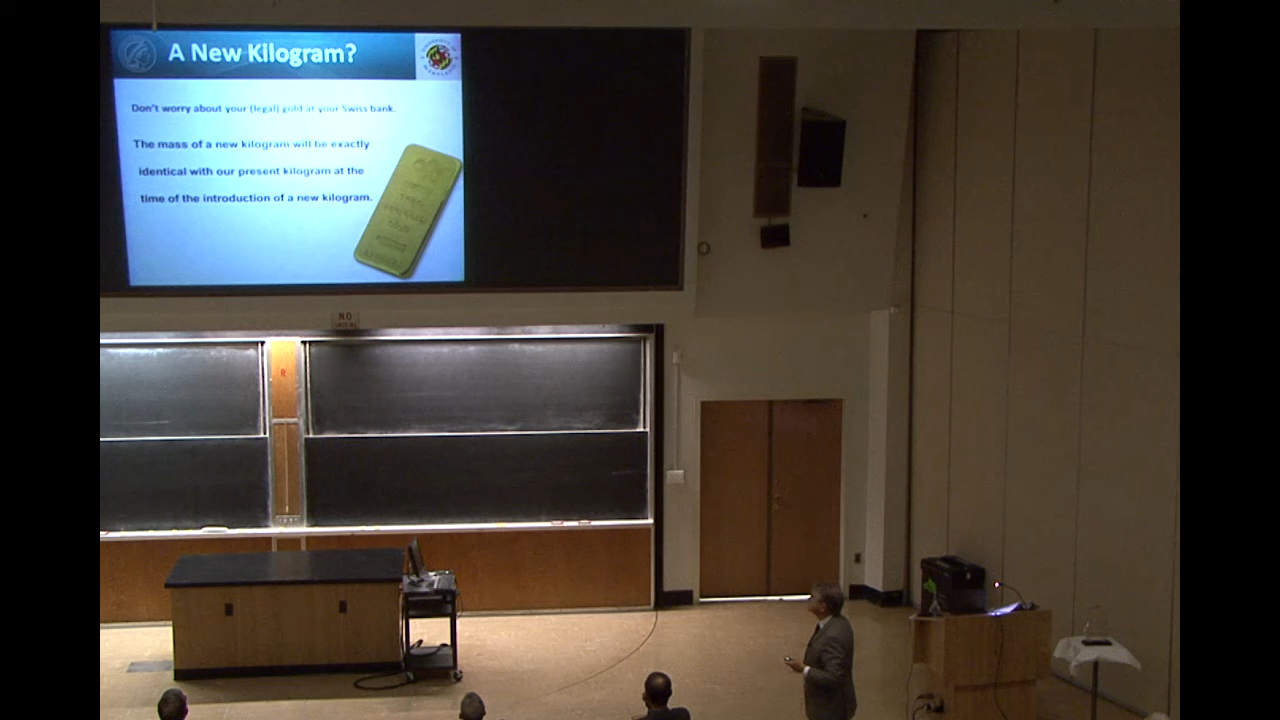 A New Kilogram?
Don't worry about your (legal) gold at your Swiss bank.
The mass of a new kilogram will be exactly
identical with our present kilogram at the
time of the introduction of a new kilogram.
NO
R